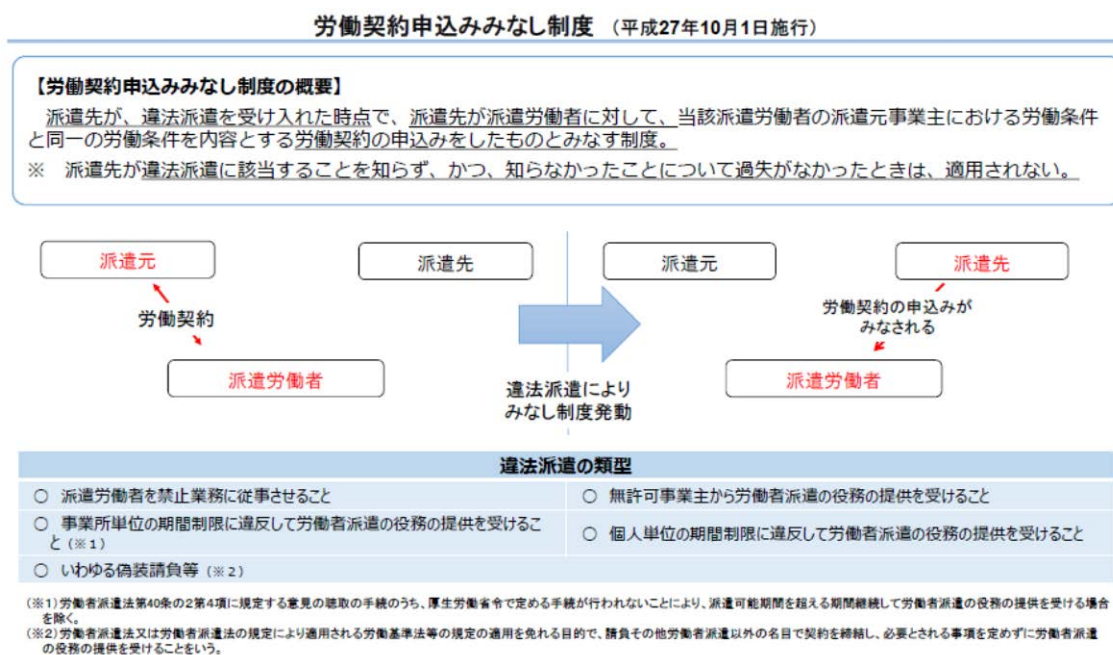 労働契約申込みみなし制度 (平成27年10月1日施行)
【労働契約申込みみなし制度の概要】
派遣先が、違法派遣を受け入れた時点で、派遣先が派遣労働者に対して、当該派遣労働者の派遣元事業主における労働条件
と同一の労働条件を内容とする労働契約の申込みをしたものとみなす制度。
※ 派遣先が違法派遣に該当することを知らず、かつ、知らなかったことについて過失がなかったときは、適用されない。
派遣元
派遣先
派遣元
派遣先
労働契約
労働契約の申込みが
みなされる
派遣労働者
派遣労働者
違法派遣により
みなし制度発動
違法派遣の類型
○ 派遣労働者を禁止業務に従事させること
○ 無許可事業主から労働者派遣の役務の提供を受けること
○ 事業所単位の期間制限に違反して労働者派遣の役務の提供を受けるこ
と(※1)
○ 個人単位の期間制限に違反して労働者派遣の役務の提供を受けること
○ いわゆる偽装請負等 (※2)
(※1)労働者派遣法第40条の2第4項に規定する意見の聴取の手続のうち、厚生労働省令で定める手続が行われないことにより、派遣可能期間を超える期間継続して労働者派遣の役務の提供を受ける場合
を除く。
(※2)労働者派遣法又は労働者派遣法の規定により適用される労働基準法等の規定の適用を免れる目的で、請負その他労働者派遣以外の名目で契約を締結し、必要とされる事項を定めずに労働者派遣
の役務の提供を受けることをいう。